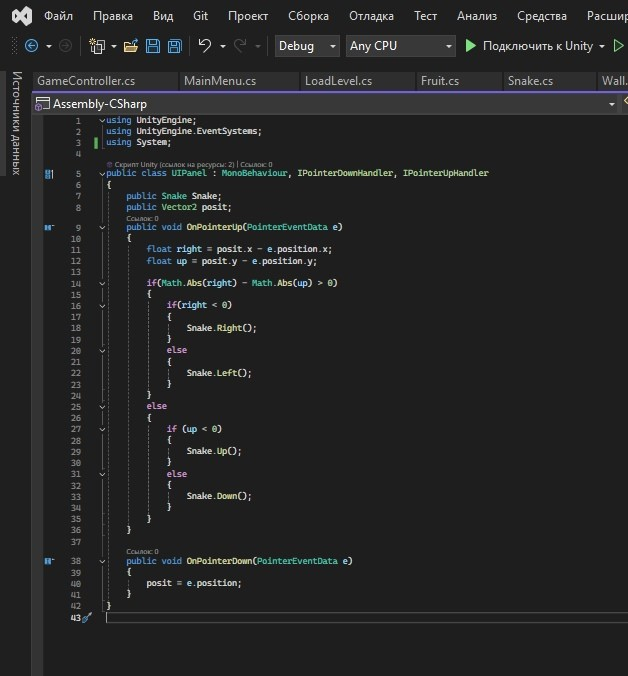 Файл Правка Вид Git Проект Сборка Отладка Тест Анализ Средства Расшир
Debug Any CPU Подключить к Unity
Источники данных
GameController.cs MainMenu.cs LoadLevel.cs Fruit.cs Snake.cs Wall.
Assembly-CSharp
1 using UnityEngine;
2 using UnityEngine.EventSystems;
3 using System;
4
Скрипт Unity (ссылок на ресурсы: 2) | Ссылок: 0
5 public class UIPanel : MonoBehaviour, IPointerDownHandler, IPointerUpHandler
6 {
7 public Snake Snake;
8 public Vector2 posit;
Ссылок: 0
9 public void OnPointerUp(PointerEventData e)
10 {
11 float right = posit.x - e.position.x;
12 float up = posit.y - e.position.y;
13
14 if(Math.Abs(right) - Math.Abs(up) > 0)
15 {
16 if(right < 0)
17 {
18 Snake.Right();
19 }
20 else
21 {
22 Snake.Left();
23 }
24 }
25 else
26 {
27 if (up < 0)
28 {
29 Snake.Up();
30 }
31 else
32 {
33 Snake.Down();
34 }
35 }
36 }
37
Ссылок: 0
38 public void OnPointerDown(PointerEventData e)
39 {
40 posit = e.position;
41 }
42 }
43